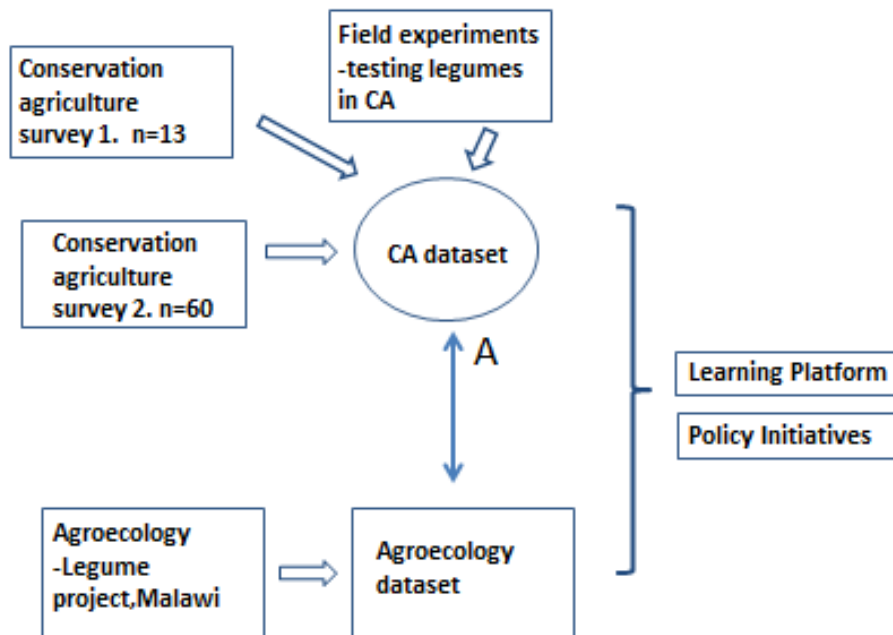 Conservation
agriculture
survey 1.  n=13
Field experiments
-testing legumes
in CA
Conservation
agriculture
survey 2. n=60
CA dataset
A
Learning Platform
Policy Initiatives
Agroecology
-Legume
project,Malawi
Agroecology
dataset